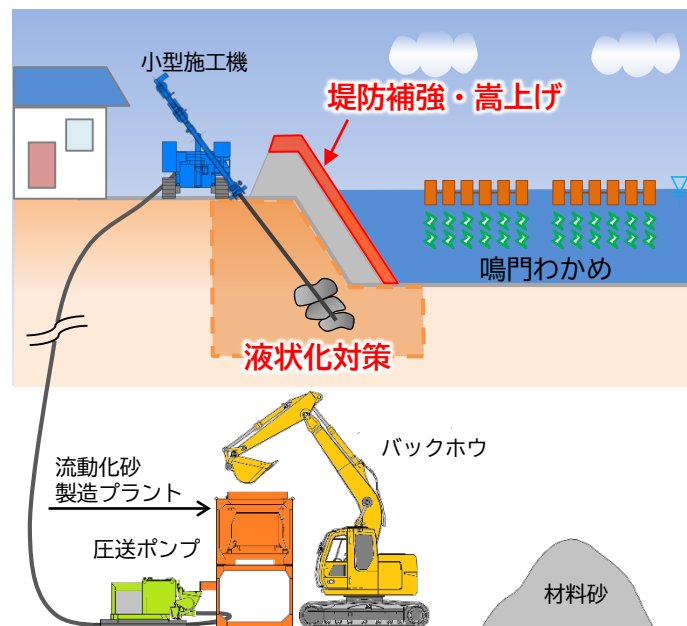 小型施工機
堤防補強・嵩上げ
鳴門わかめ
液状化対策
バックホウ
流動化砂
製造プラント
圧送ポンプ
材料砂